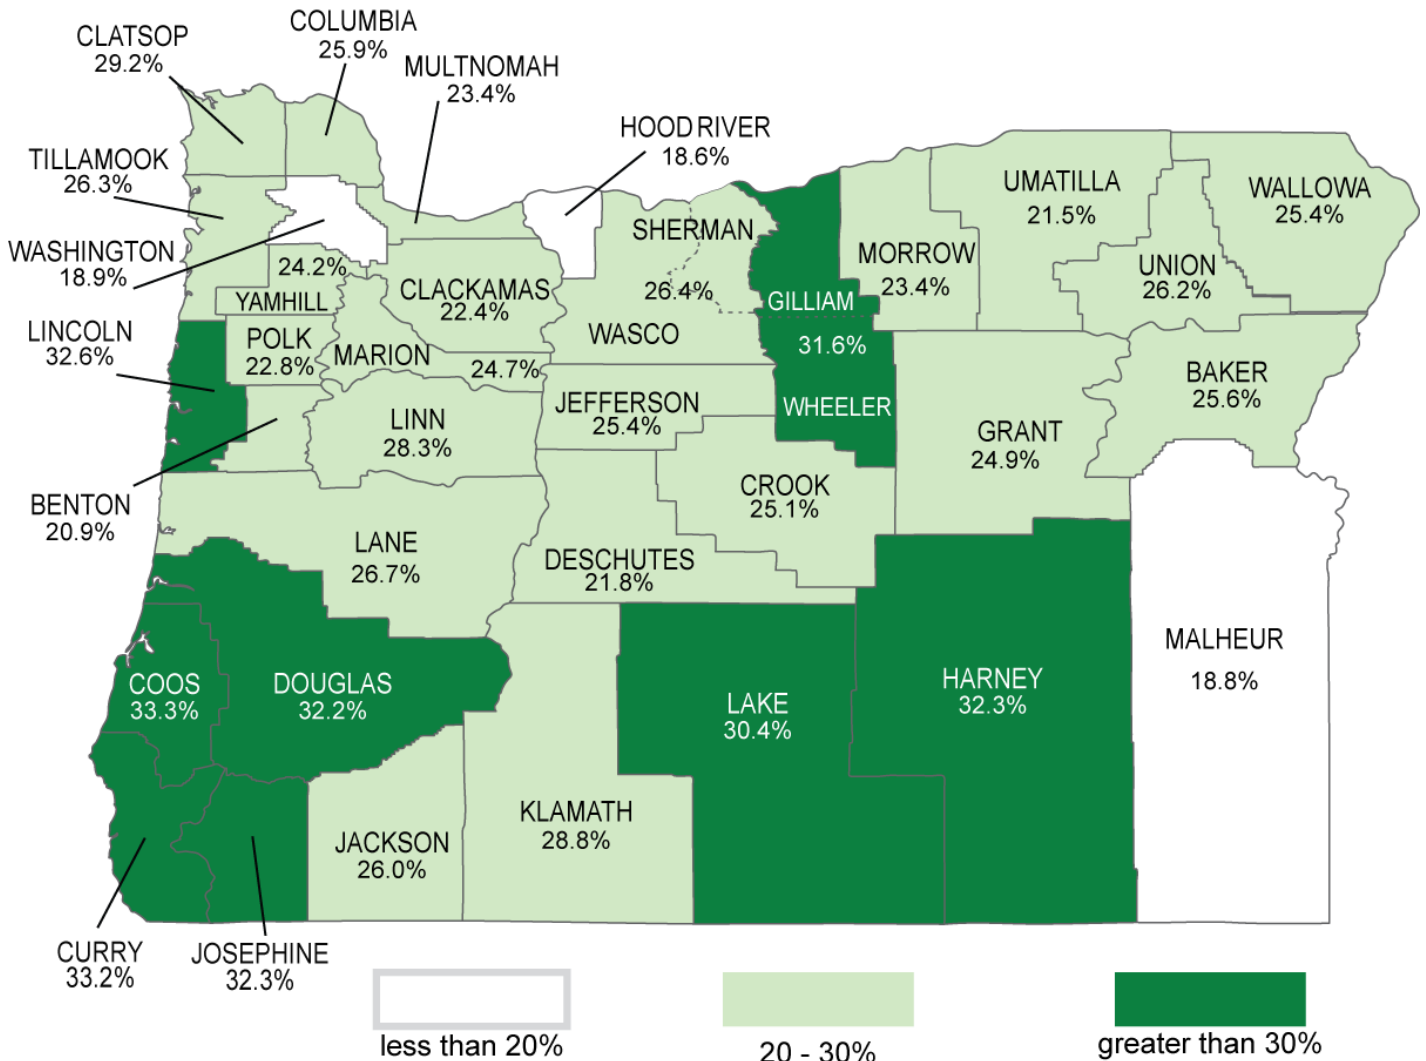 COLUMBIA
25.9%
CLATSOP
29.2%
MULTNOMAH
23.4%
HOOD RIVER
18.6%
TILLAMOOK
26.3%
UMATILLA
21.5%
WALLOWA
25.4%
WASHINGTON
18.9%
SHERMAN
26.4%
WASCO
MORROW
23.4%
UNION
26.2%
24.2%
YAMHILL
CLACKAMAS
22.4%
GILLIAM
31.6%
WHEELER
LINCOLN
32.6%
POLK
22.8%
MARION
24.7%
JEFFERSON
25.4%
BAKER
25.6%
LINN
28.3%
GRANT
24.9%
BENTON
20.9%
CROOK
25.1%
LANE
26.7%
DESCHUTES
21.8%
MALHEUR
18.8%
COOS
33.3%
DOUGLAS
32.2%
LAKE
30.4%
HARNEY
32.3%
KLAMATH
28.8%
JACKSON
26.0%
CURRY
33.2%
JOSEPHINE
32.3%
less than 20%
20 - 30%
greater than 30%